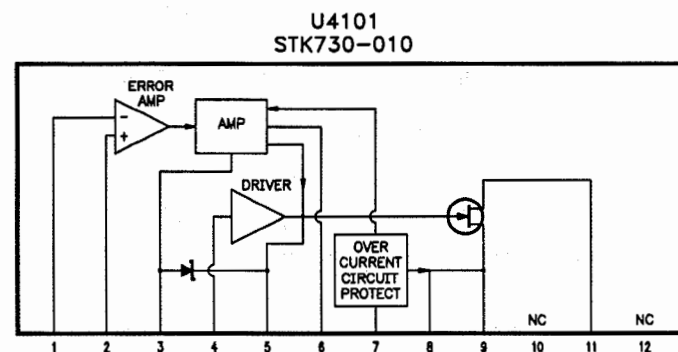 U4101
STK730-010
ERROR
AMP
-
+
AMP
DRIVER
OVER
CURRENT
CIRCUIT
PROTECT
NC NC
1 2 3 4 5 6 7 8 9 10 11 12